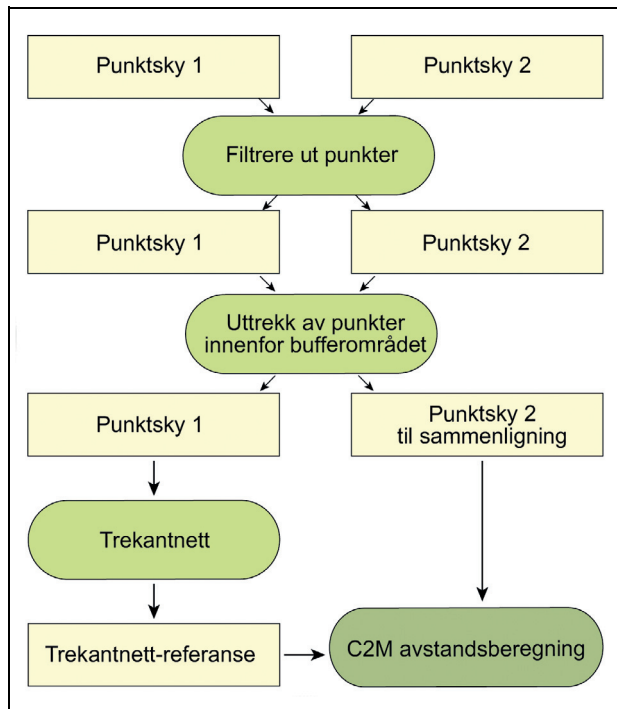 Punktsky 1
Punktsky 2
Filtrere ut punkter
Punktsky 1
Punktsky 2
Uttrekk av punkter
innenfor bufferområdet
Punktsky 1
Punktsky 2
til sammenligning
Trekantnett
Trekantnett-referanse
C2M avstandsberegning